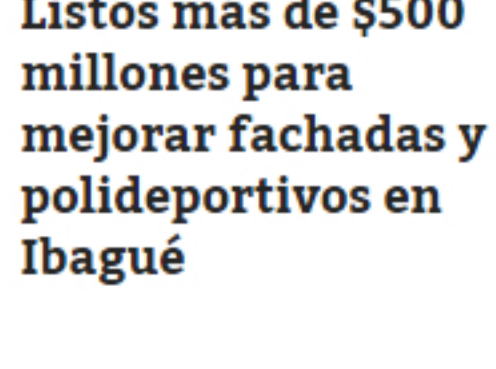 Listos más de $500
millones para
mejorar fachadas y
polideportivos en
Ibagué